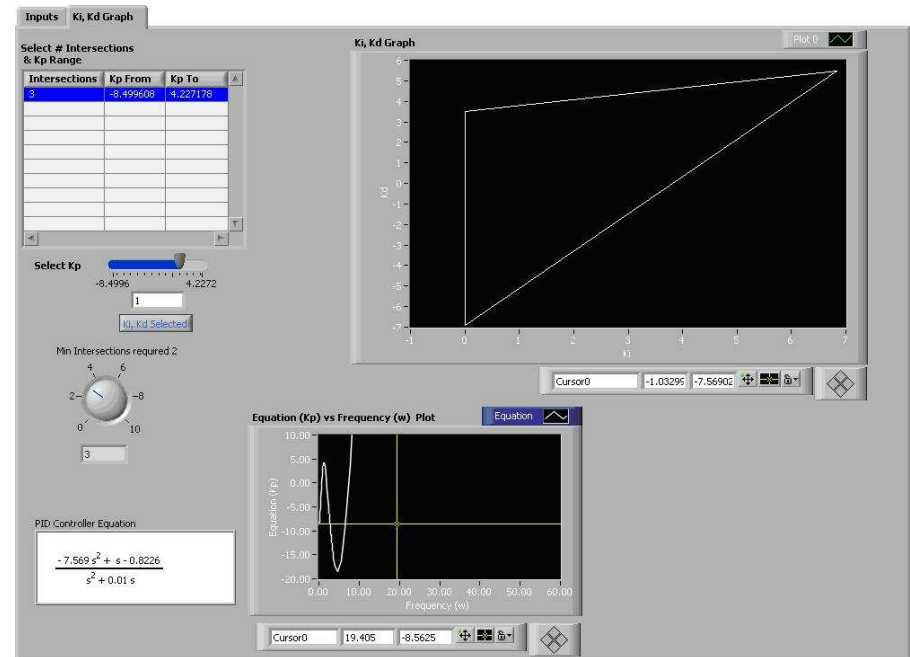 Inputs Ki, Kd Graph
Select # Intersections
& Kp Range
Intersections Kp From Kp To
3 -8.499608 4.227178
Select Kp
-8.4996 4.2272
1
Ki, Kd Selected
Min Intersections required 2
4 6
2 8
0 10
3
PID Controller Equation
- 7.569 s² + s - 0.8226
s² + 0.01 s
Ki, Kd Graph
Plot 0
6
5
4
3
2
1
0
-1
-2
-3
-4
-5
-6
-7
Kd
-1 0 1 2 3 4 5 6 7
Ki
Cursor0 -1.03299 -7.56902
Equation (Kp) vs Frequency (w) Plot
Equation
10.00
5.00
0.00
-5.00
-10.00
-15.00
-20.00
Equation (Kp)
0.00 10.00 20.00 30.00 40.00 50.00 60.00
Frequency (w)
Cursor0 19.405 -8.5625